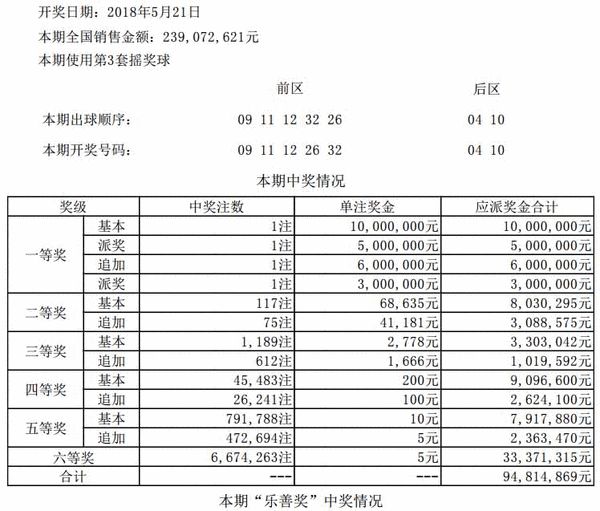 开奖日期：2018年5月21日
本期全国销售金额：239,072,621元
本期使用第3套摇奖球
前区 后区
本期出球顺序： 09 11 12 32 26 04 10
本期开奖号码： 09 11 12 26 32 04 10
本期中奖情况
奖级 中奖注数 单注奖金 应派奖金合计
一等奖 基本 1注 10,000,000元 10,000,000元
派奖 1注 5,000,000元 5,000,000元
追加 1注 6,000,000元 6,000,000元
派奖 1注 3,000,000元 3,000,000元
二等奖 基本 117注 68,635元 8,030,295元
追加 75注 41,181元 3,088,575元
三等奖 基本 1,189注 2,778元 3,303,042元
追加 612注 1,666元 1,019,592元
四等奖 基本 45,483注 200元 9,096,600元
追加 26,241注 100元 2,624,100元
五等奖 基本 791,788注 10元 7,917,880元
追加 472,694注 5元 2,363,470元
六等奖 6,674,263注 5元 33,371,315元
合计 --- --- 94,814,869元
本期“乐善奖”中奖情况